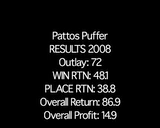 Pattos Puffer
RESULTS 2008
Outlay: 72
WIN RTN: 48.1
PLACE RTN: 38.8
Overall Return: 86.9
Overall Profit: 14.9